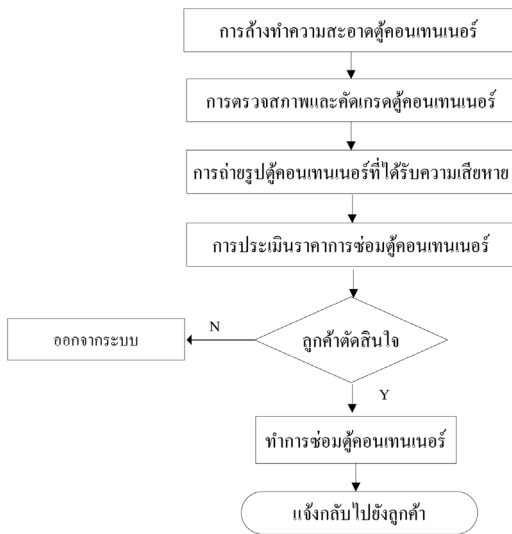 การล้างทำความสะอาดตู้คอนเทนเนอร์
การตรวจสภาพและคัดเกรดตู้คอนเทนเนอร์
การถ่ายรูปตู้คอนเทนเนอร์ที่ได้รับความเสียหาย
การประเมินราคาการซ่อมตู้คอนเทนเนอร์
ออกจากระบบ
N
ลูกค้าตัดสินใจ
Y
ทำการซ่อมตู้คอนเทนเนอร์
แจ้งกลับไปยังลูกค้า